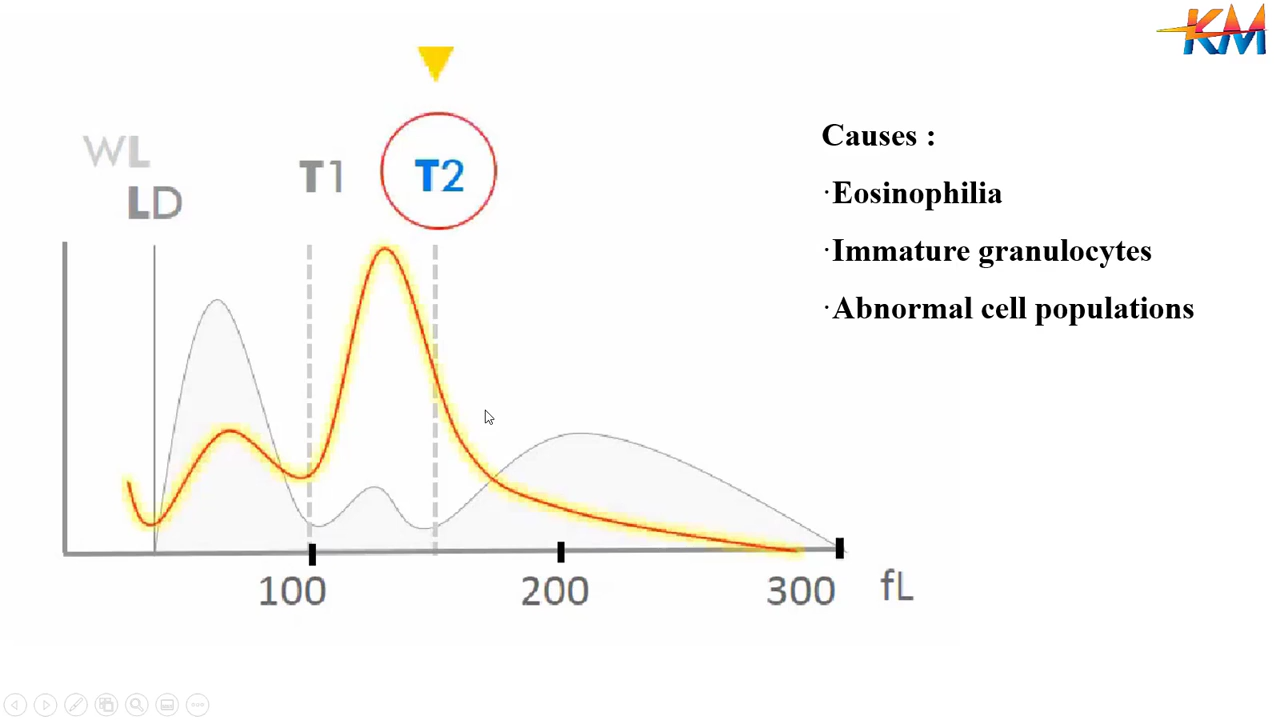 KM
WL
LD
T1
T2
Causes :
·Eosinophilia
·Immature granulocytes
·Abnormal cell populations
100
200
300
fL